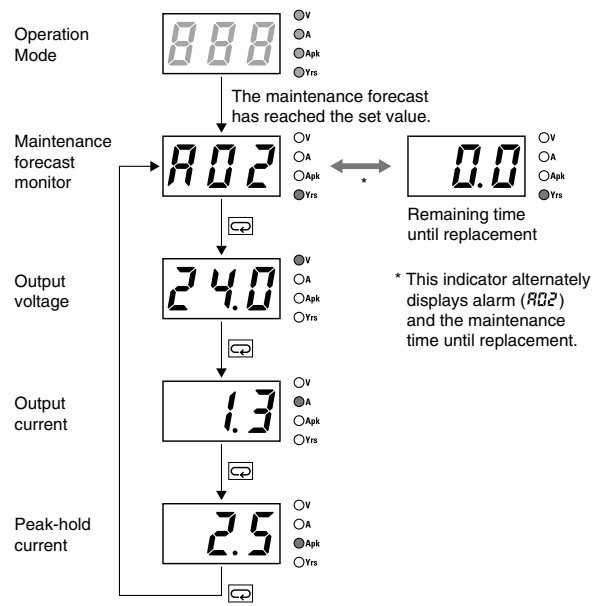 Operation
Mode
888
V
A
Apk
Yrs
The maintenance forecast
has reached the set value.
Maintenance
forecast
monitor
A02
V
A
Apk
Yrs
*
0.0
V
A
Apk
Yrs
Remaining time
until replacement
Output
voltage
24.0
V
A
Apk
Yrs
* This indicator alternately
displays alarm (A02)
and the maintenance
time until replacement.
Output
current
1.3
V
A
Apk
Yrs
Peak-hold
current
2.5
V
A
Apk
Yrs